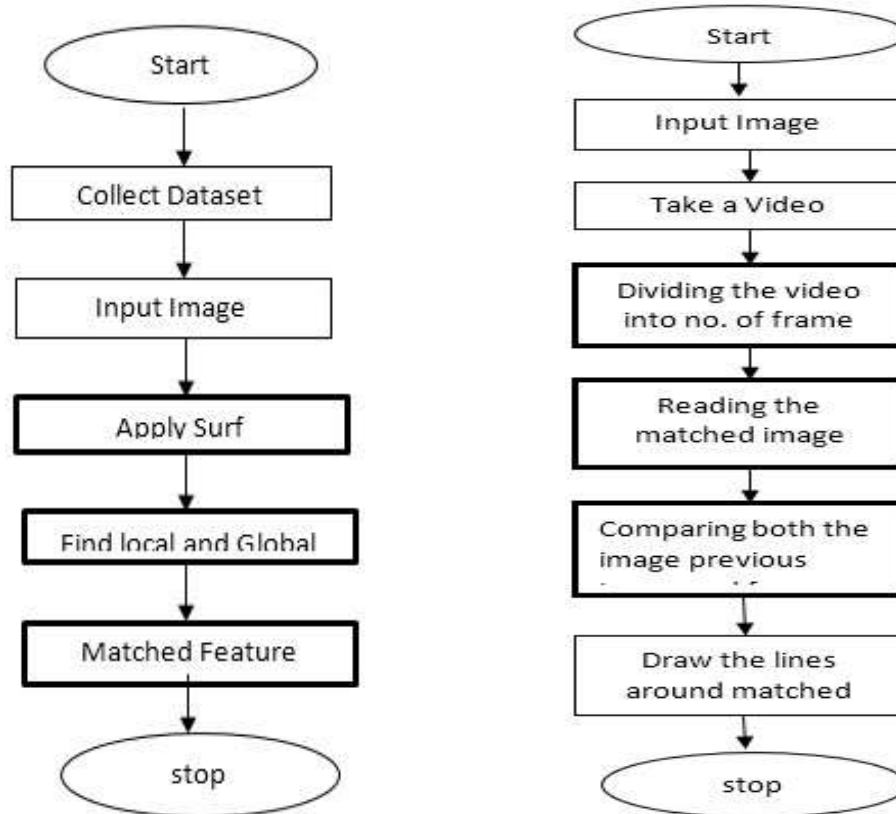 Start
Collect Dataset
Input Image
Apply Surf
Find local and Global
Matched Feature
stop
Start
Input Image
Take a Video
Dividing the video
into no. of frame
Reading the
matched image
Comparing both the
image previous
Draw the lines
around matched
stop